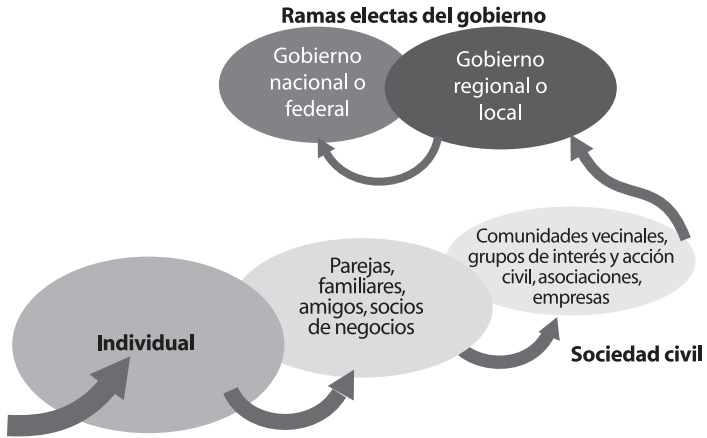 Ramas electas del gobierno
Gobierno
nacional o
federal
Gobierno
regional o
local
Comunidades vecinales,
grupos de interés y acción
civil, asociaciones,
empresas
Parejas,
familiares,
amigos, socios
de negocios
Individual
Sociedad civil